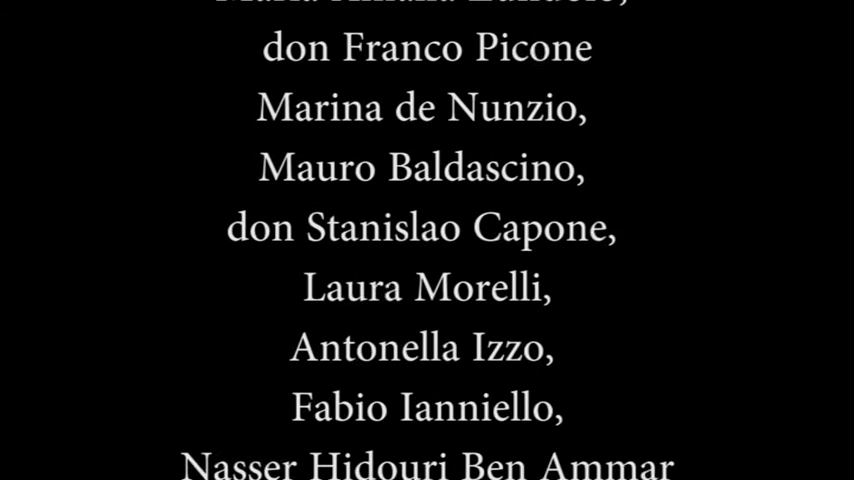 don Franco Picone
Marina de Nunzio,
Mauro Baldascino,
don Stanislao Capone,
Laura Morelli,
Antonella Izzo,
Fabio Ianniello,
Nasser Hidouri Ben Ammar